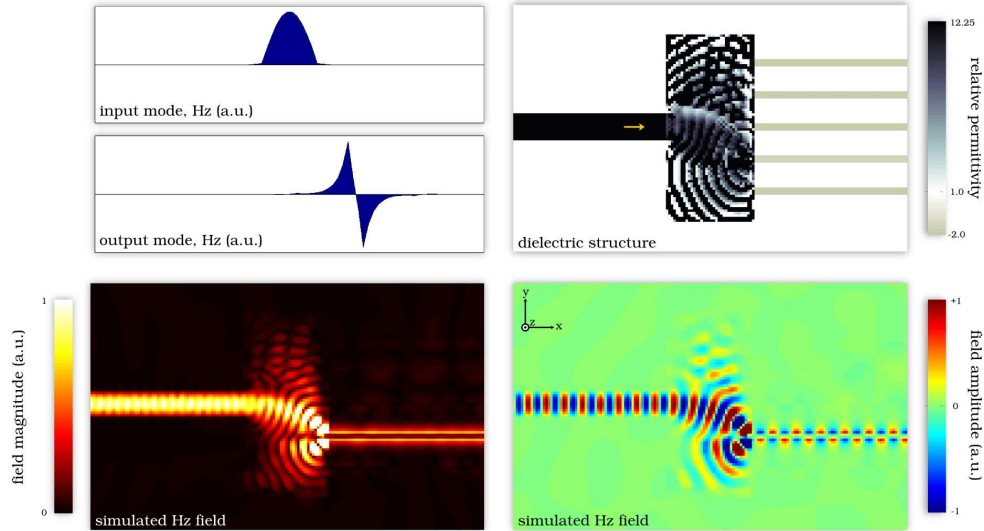 input mode, Hz (a.u.)
output mode, Hz (a.u.)
dielectric structure
12.25
1.0
-2.0
relative permittivity
field magnitude (a.u.)
1
0
simulated Hz field
y
z
x
simulated Hz field
+1
0
-1
field amplitude (a.u.)